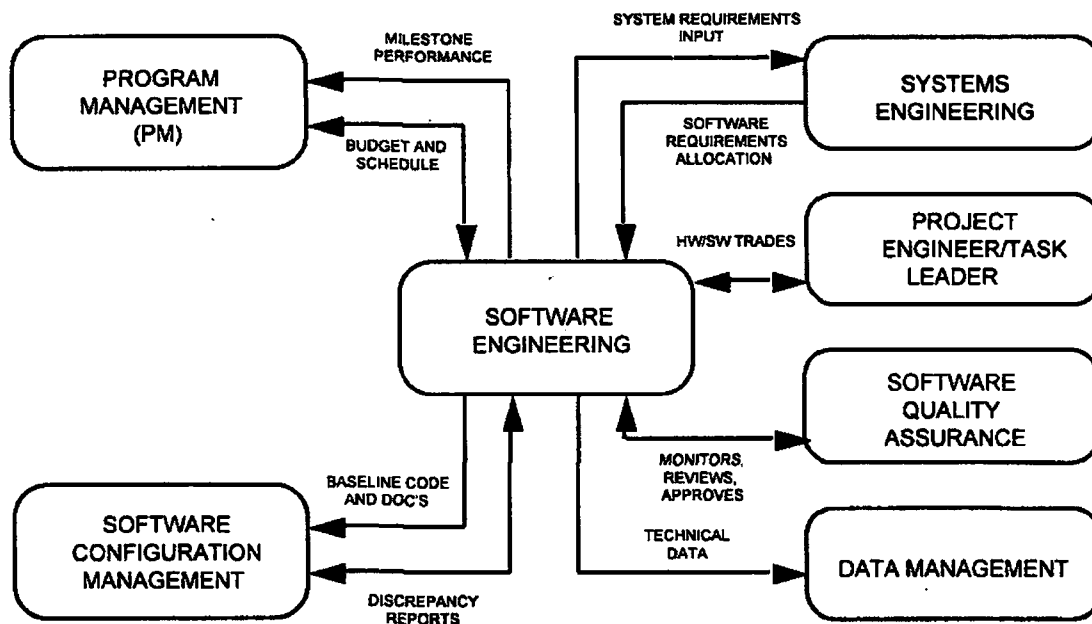 SYSTEM REQUIREMENTS
INPUT
MILESTONE
PERFORMANCE
PROGRAM
MANAGEMENT
(PM)
SYSTEMS
ENGINEERING
BUDGET AND
SCHEDULE
SOFTWARE
REQUIREMENTS
ALLOCATION
HW/SW TRADES
PROJECT
ENGINEER/TASK
LEADER
SOFTWARE
ENGINEERING
SOFTWARE
QUALITY
ASSURANCE
MONITORS,
REVIEWS,
APPROVES
BASELINE CODE
AND DOC'S
SOFTWARE
CONFIGURATION
MANAGEMENT
TECHNICAL
DATA
DATA MANAGEMENT
DISCREPANCY
REPORTS